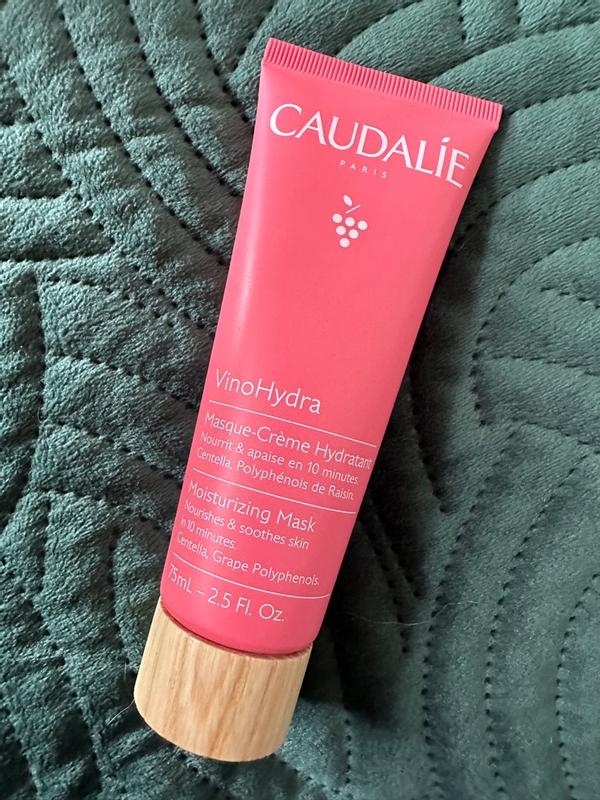 CAUDALÍE
PARIS
VinoHydra
Masque-Crème Hydratant
Nourrit & apaise en 10 minutes.
Centella, Polyphénols de Raisin.
Moisturizing Mask
Nourishes & soothes skin
in 10 minutes.
Centella, Grape Polyphenols.
75mL – 2.5 Fl. Oz.